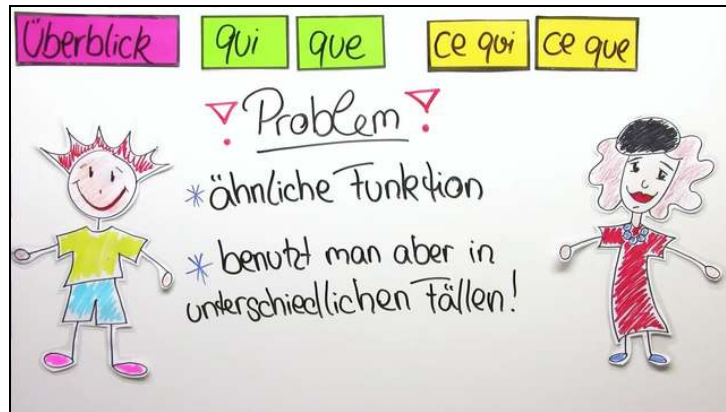 Überblick qui que ce qui ce que
! Problem !
* ähnliche Funktion
* benutzt man aber in
unterschiedlichen Fällen!